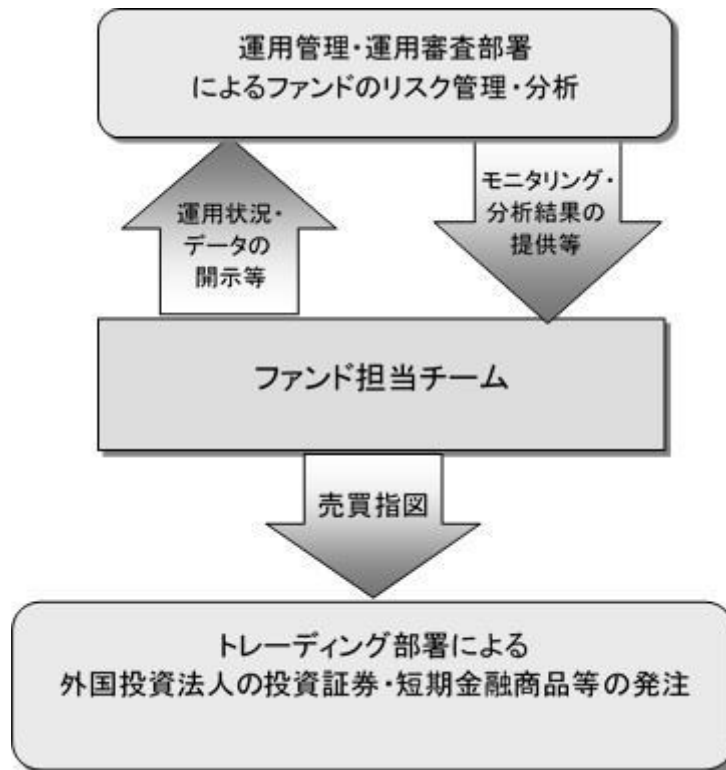 運用管理・運用審査部署
によるファンドのリスク管理・分析
運用状況・
データの
開示等
モニタリング・
分析結果の
提供等
ファンド担当チーム
売買指図
トレーディング部署による
外国投資法人の投資証券・短期金融商品等の発注